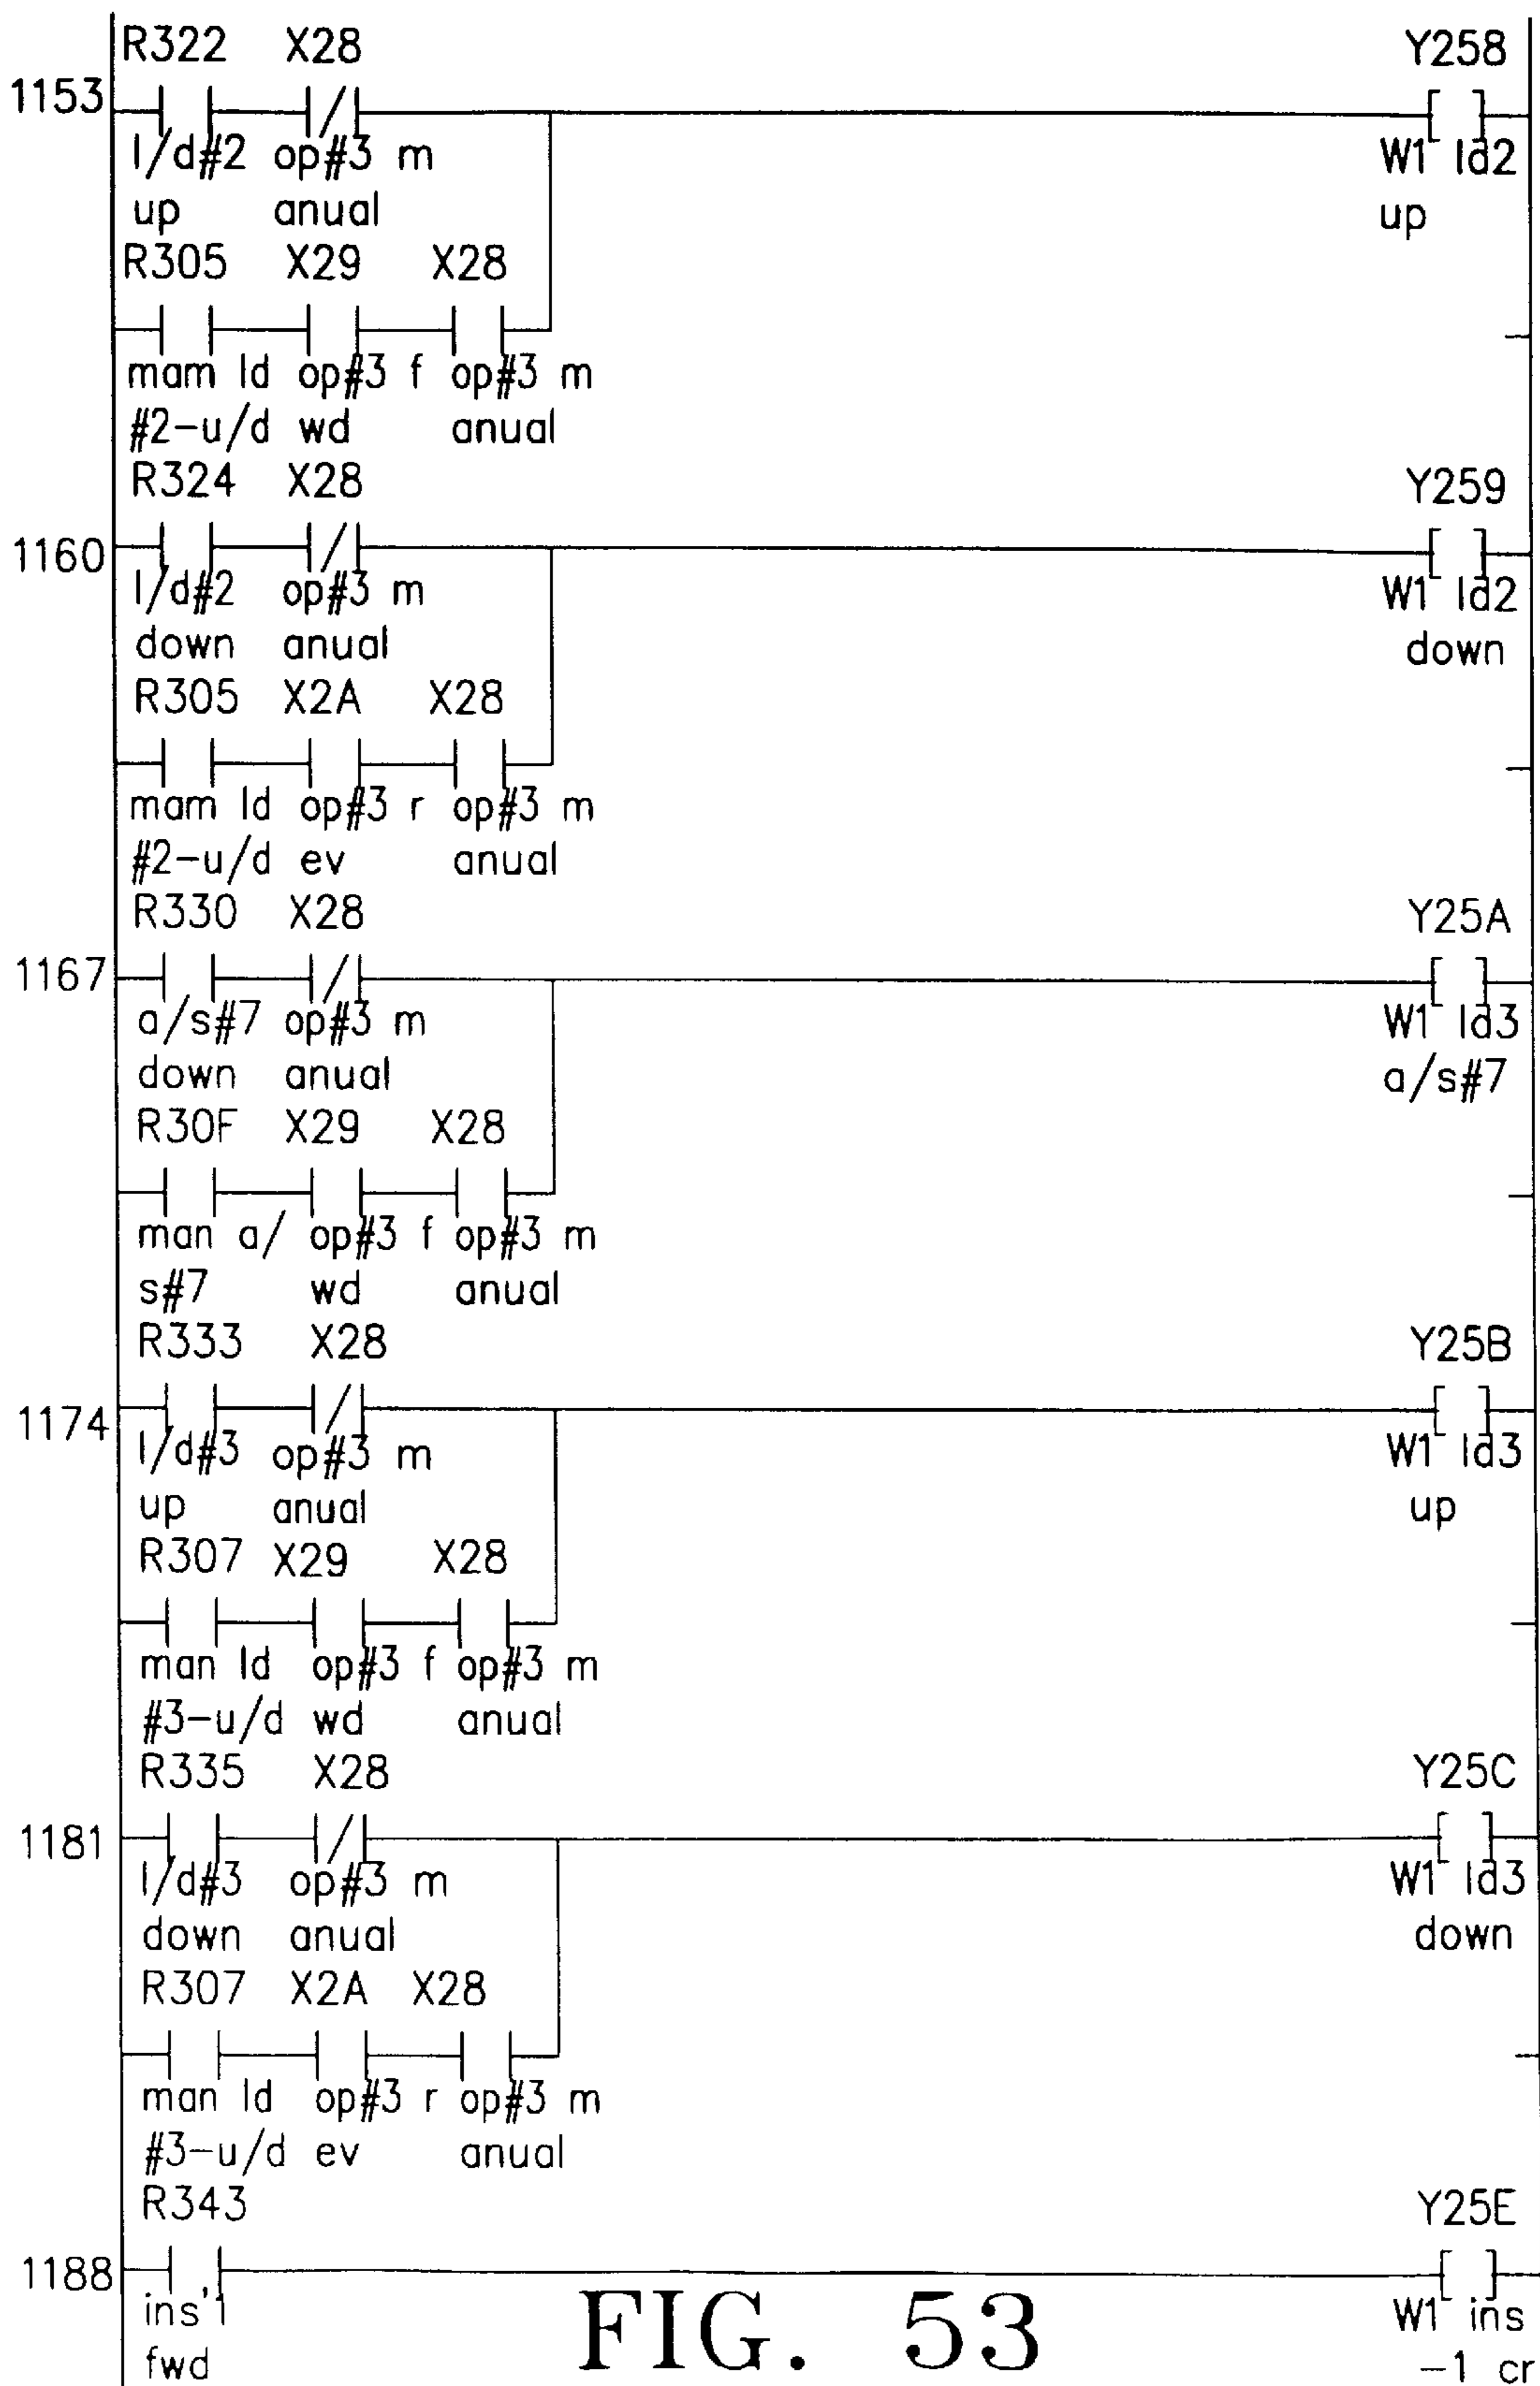 R322 X28 Y258
1153
l/d#2 op#3 m W1 ld2
up anual up
R305 X29 X28
mam ld op#3 f op#3 m
#2-u/d wd anual
R324 X28 Y259
1160
l/d#2 op#3 m W1 ld2
down anual down
R305 X2A X28
mam ld op#3 r op#3 m
#2-u/d ev anual
R330 X28 Y25A
1167
a/s#7 op#3 m W1 ld3
down anual a/s#7
R30F X29 X28
man a/ op#3 f op#3 m
s#7 wd anual
R333 X28 Y25B
1174
l/d#3 op#3 m W1 ld3
up anual up
R307 X29 X28
man ld op#3 f op#3 m
#3-u/d wd anual
R335 X28 Y25C
1181
l/d#3 op#3 m W1 ld3
down anual down
R307 X2A X28
man ld op#3 r op#3 m
#3-u/d ev anual
R343 Y25E
1188
ins'1 W1 ins
fwd -1 cr
FIG. 53